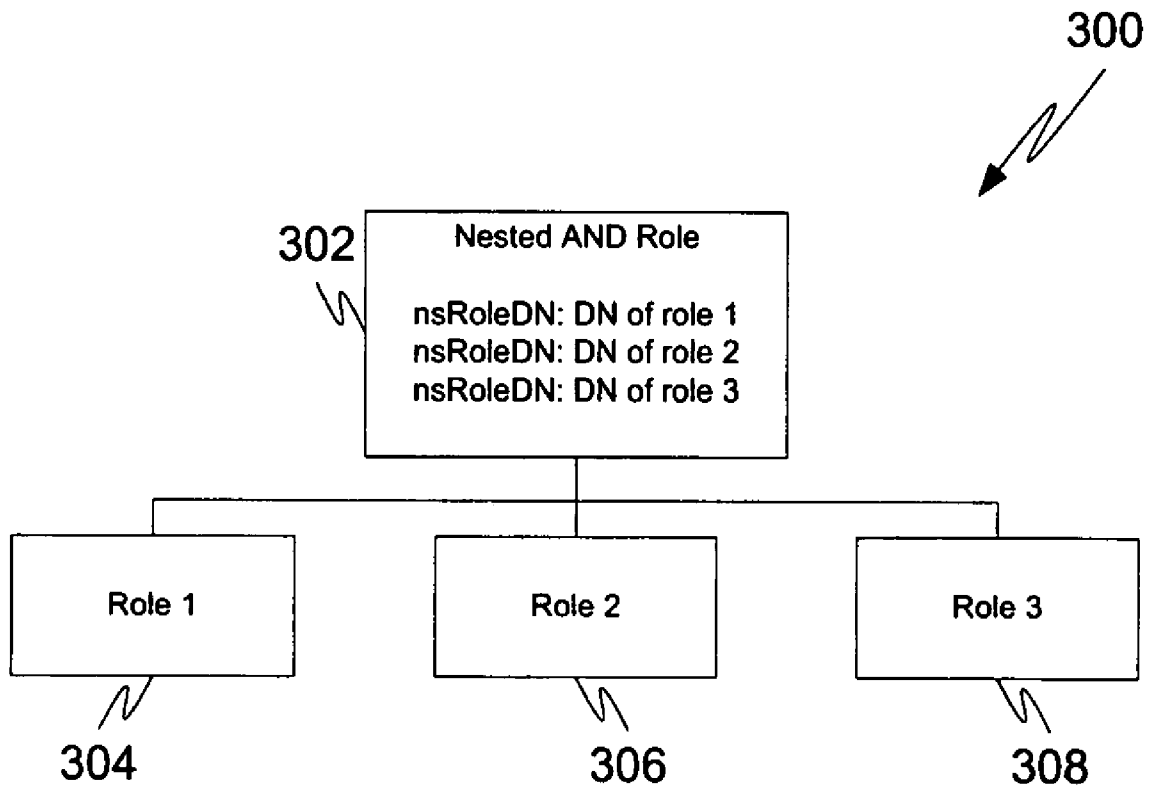 300
302
Nested AND Role
nsRoleDN: DN of role 1
nsRoleDN: DN of role 2
nsRoleDN: DN of role 3
Role 1
Role 2
Role 3
304
306
308